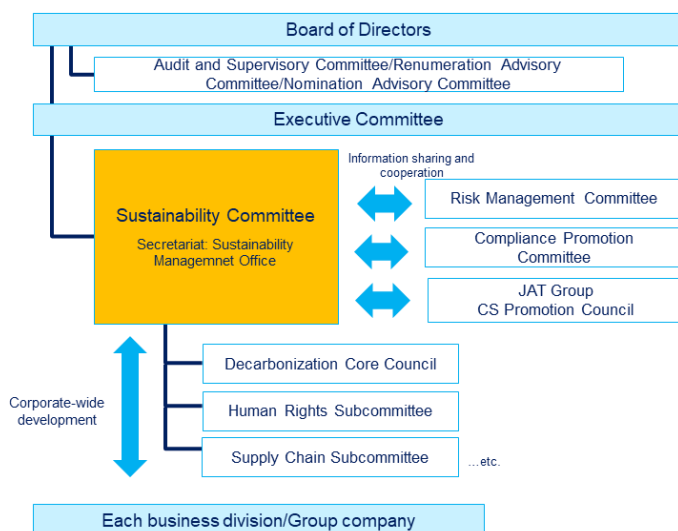 Board of Directors
Audit and Supervisory Committee/Renumeration Advisory
Committee/Nomination Advisory Committee
Executive Committee
Information sharing and
cooperation
Sustainability Committee
Secretariat: Sustainability
Managemnet Office
Risk Management Committee
Compliance Promotion
Committee
JAT Group
CS Promotion Council
Corporate-wide
development
Decarbonization Core Council
Human Rights Subcommittee
Supply Chain Subcommittee
...etc.
Each business division/Group company